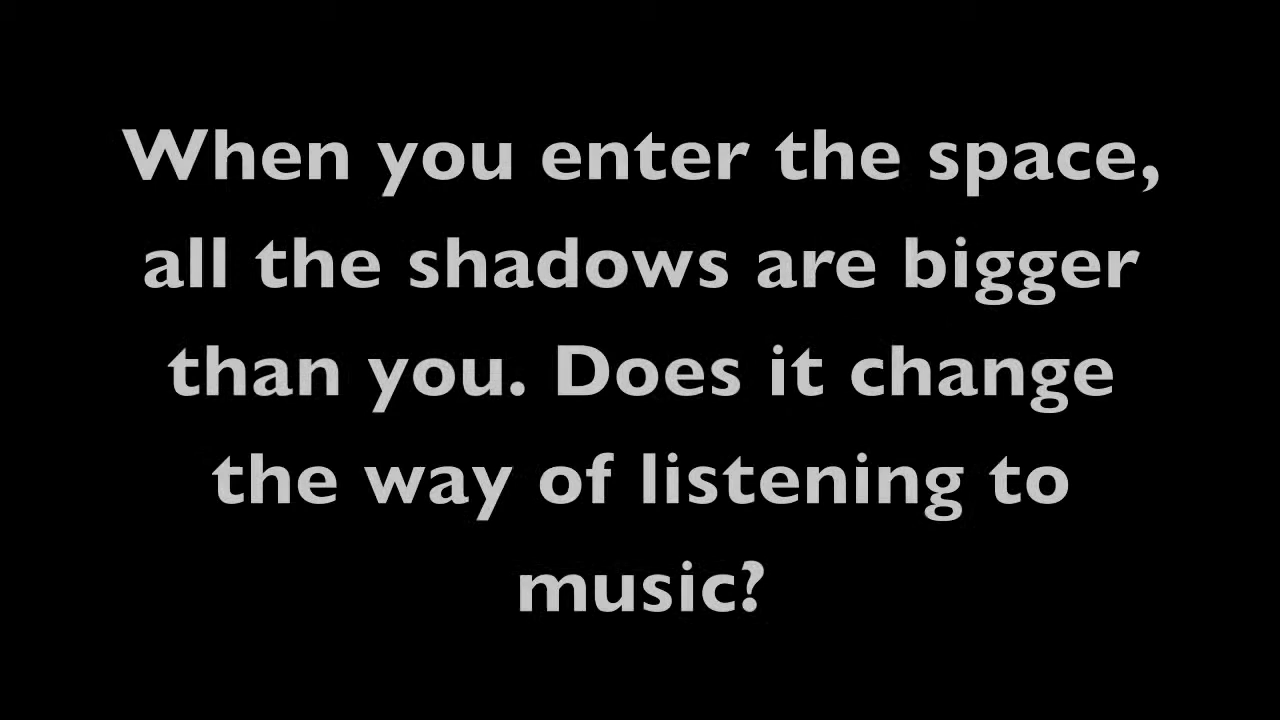 When you enter the space,
all the shadows are bigger
than you. Does it change
the way of listening to
music?